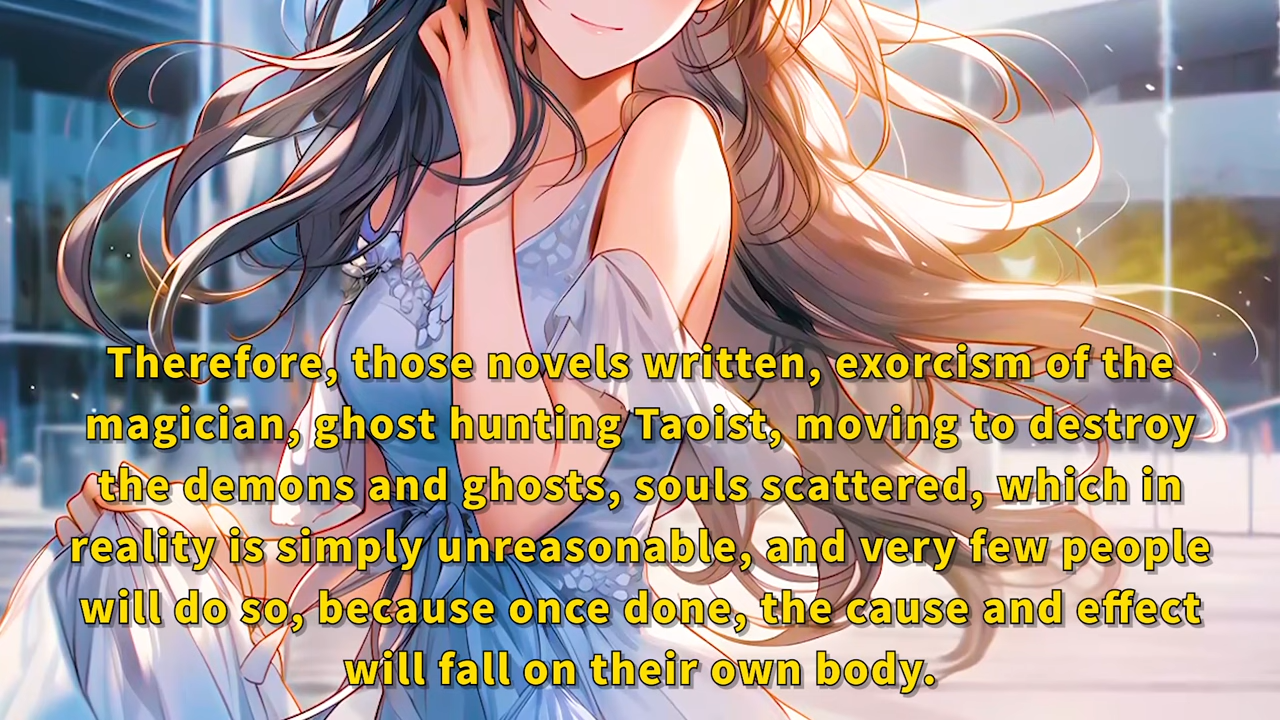 Therefore, those novels written, exorcism of the
magician, ghost hunting Taoist, moving to destroy
the demons and ghosts, souls scattered, which in
reality is simply unreasonable, and very few people
will do so, because once done, the cause and effect
will fall on their own body.